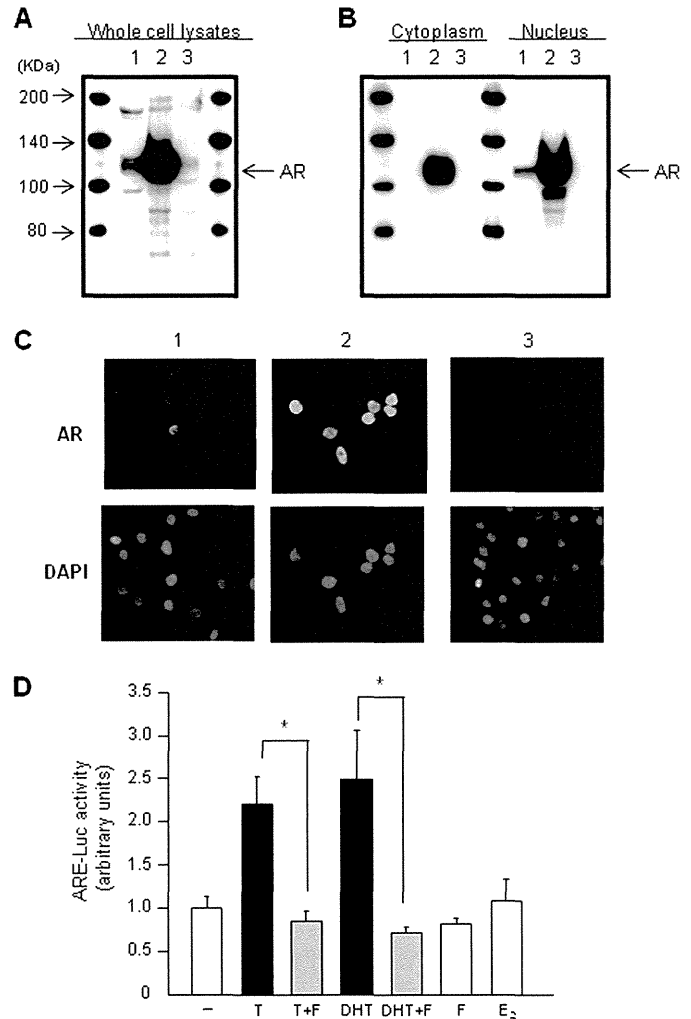 A
Whole cell lysates
(KDa) 1 2 3
200
140
100
80
AR
B
Cytoplasm Nucleus
1 2 3 1 2 3
AR
C
1 2 3
AR
DAPI
D
ARE-Luc activity
(arbitrary units)
3.5
3.0
2.5
2.0
1.5
1.0
0.5
0
* *
– T T+F DHT DHT+F F E2